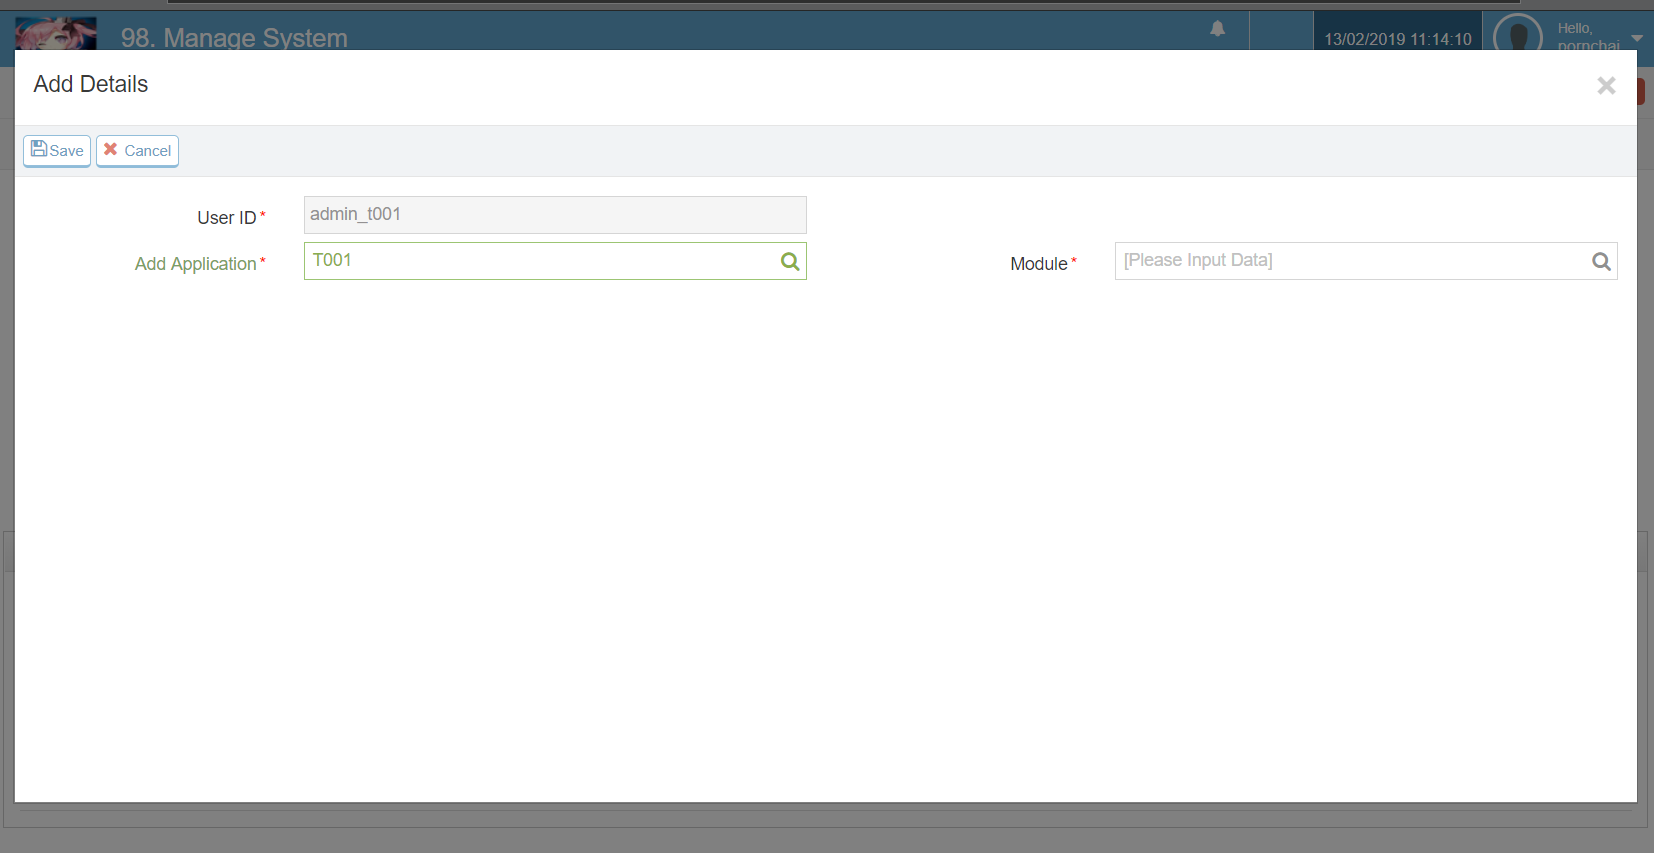 98. Manage System
13/02/2019 11:14:10
Hello,
pornchai
Add Details
Save
Cancel
User ID*
admin_t001
Add Application*
T001
Module*
[Please Input Data]